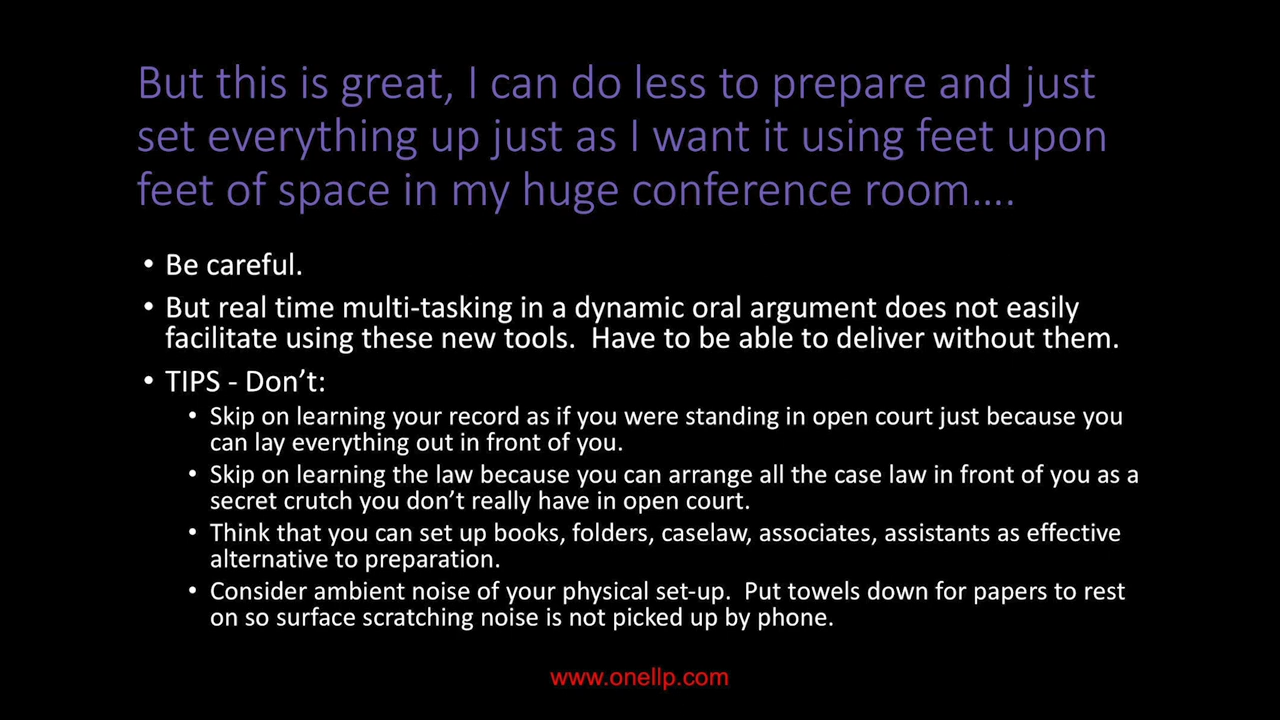 But this is great, I can do less to prepare and just
set everything up just as I want it using feet upon
feet of space in my huge conference room....
• Be careful.
• But real time multi-tasking in a dynamic oral argument does not easily
facilitate using these new tools.  Have to be able to deliver without them.
• TIPS - Don't:
• Skip on learning your record as if you were standing in open court just because you
can lay everything out in front of you.
• Skip on learning the law because you can arrange all the case law in front of you as a
secret crutch you don't really have in open court.
• Think that you can set up books, folders, caselaw, associates, assistants as effective
alternative to preparation.
• Consider ambient noise of your physical set-up.  Put towels down for papers to rest
on so surface scratching noise is not picked up by phone.
www.onellp.com